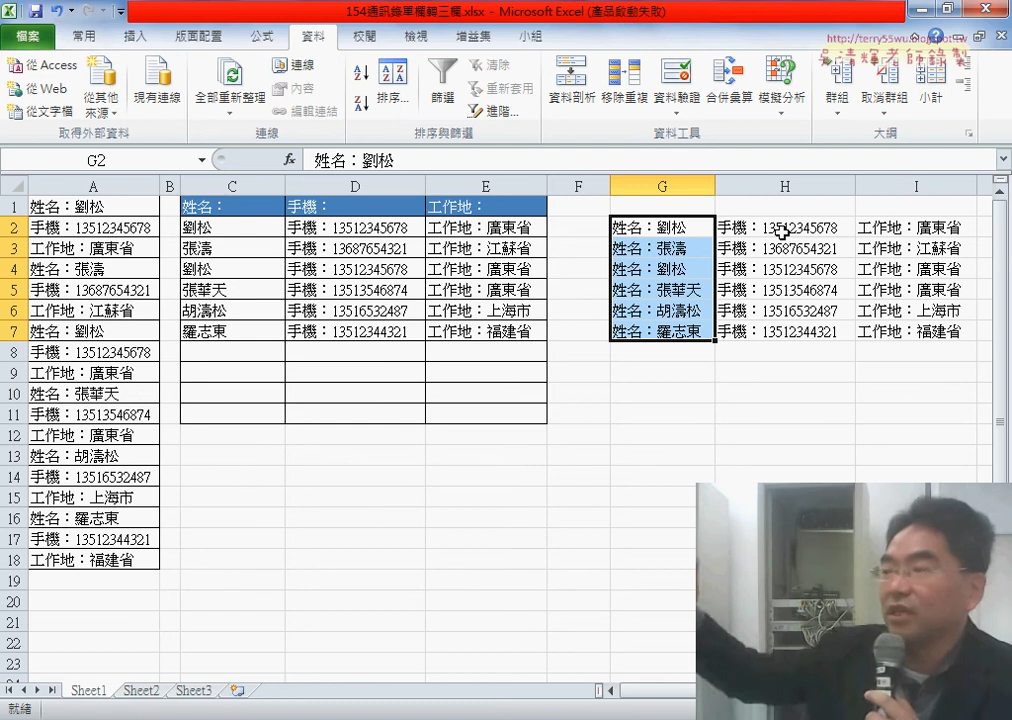 154通訊錄單欄轉三欄.xlsx - Microsoft Excel (產品啟動失敗)
檔案 常用 插入 版面配置 公式 資料 校閱 檢視 增益集 小組
http://terry55wu.blogspot.tw
吳清輝老師錄製
從 Access 從 Web 從文字檔 從其他來源 現有連線 全部重新整理 連線 內容 編輯連結 排序... 篩選 清除 重新套用 進階... 資料剖析 移除重複 資料驗證 合併彙算 模擬分析 群組 取消群組 小計
取得外部資料 連線 排序與篩選 資料工具 大綱
G2 fx 姓名：劉松
A B C D E F G H I
1 姓名：劉松 姓名： 手機： 工作地：
2 手機：13512345678 劉松 手機：13512345678 工作地：廣東省 姓名：劉松 手機：13512345678 工作地：廣東省
3 工作地：廣東省 張濤 手機：13687654321 工作地：江蘇省 姓名：張濤 手機：13687654321 工作地：江蘇省
4 姓名：張濤 劉松 手機：13512345678 工作地：廣東省 姓名：劉松 手機：13512345678 工作地：廣東省
5 手機：13687654321 張華天 手機：13513546874 工作地：廣東省 姓名：張華天 手機：13513546874 工作地：廣東省
6 工作地：江蘇省 胡濤松 手機：13516532487 工作地：上海市 姓名：胡濤松 手機：13516532487 工作地：上海市
7 姓名：劉松 羅志東 手機：13512344321 工作地：福建省 姓名：羅志東 手機：13512344321 工作地：福建省
8 手機：13512345678
9 工作地：廣東省
10 姓名：張華天
11 手機：13513546874
12 工作地：廣東省
13 姓名：胡濤松
14 手機：13516532487
15 工作地：上海市
16 姓名：羅志東
17 手機：13512344321
18 工作地：福建省
19
20
21
22
23
Sheet1 Sheet2 Sheet3
就緒